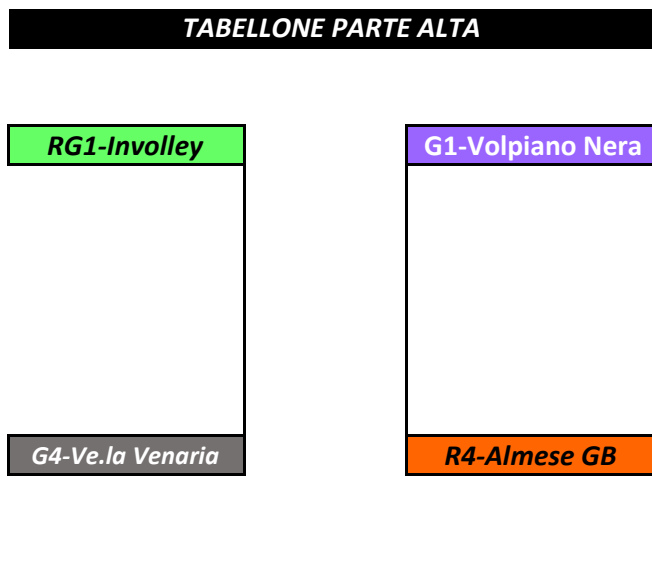 TABELLONE PARTE ALTA
RG1-Involley
G1-Volpiano Nera
G4-Ve.la Venaria
R4-Almese GB